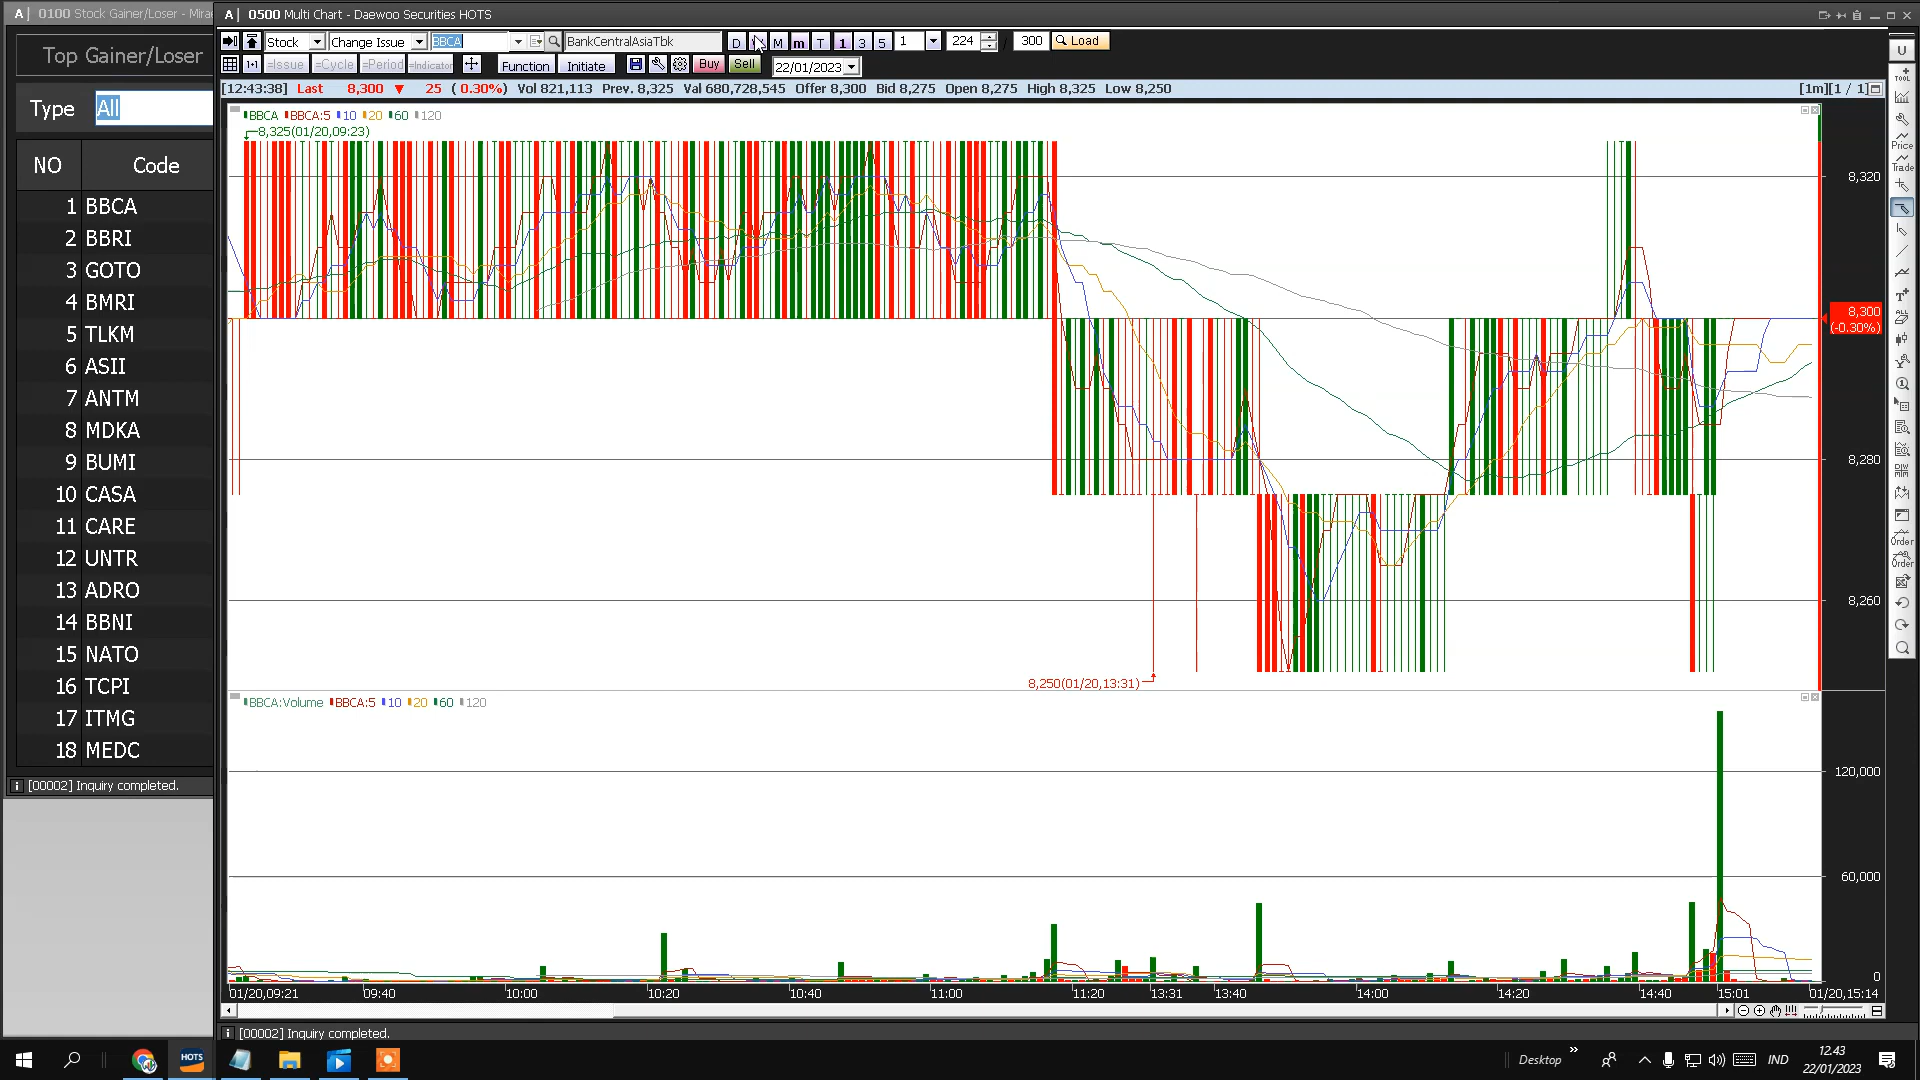 0100 Stock Gainer/Loser - Mira
0500 Multi Chart - Daewoo Securities HOTS
Top Gainer/Loser
Type All
NO Code
1 BBCA
2 BBRI
3 GOTO
4 BMRI
5 TLKM
6 ASII
7 ANTM
8 MDKA
9 BUMI
10 CASA
11 CARE
12 UNTR
13 ADRO
14 BBNI
15 NATO
16 TCPI
17 ITMG
18 MEDC
[00002] Inquiry completed.
Stock Change Issue BBCA BankCentralAsiaTbk D W M m T 1 3 5 1 224 300 Load
=Issue =Cycle =Period =Indicator Function Initiate Buy Sell 22/01/2023
[12:43:38] Last 8,300 ▼ 25 ( 0.30%) Vol 821,113 Prev. 8,325 Val 680,728,545 Offer 8,300 Bid 8,275 Open 8,275 High 8,325 Low 8,250 [1m][1 / 1]
BBCA BBCA:5 10 20 60 120
8,325(01/20,09:23)
8,320
8,300
(-0.30%)
8,280
8,260
8,250(01/20,13:31)
BBCA:Volume BBCA:5 10 20 60 120
120,000
60,000
0
01/20,09:21 09:40 10:00 10:20 10:40 11:00 11:20 13:31 13:40 14:00 14:20 14:40 15:01 01/20,15:14
[00002] Inquiry completed.
U
TOOL
Price
Trade
ALL
Order
Order
HOTS
Desktop
IND
12.43
22/01/2023